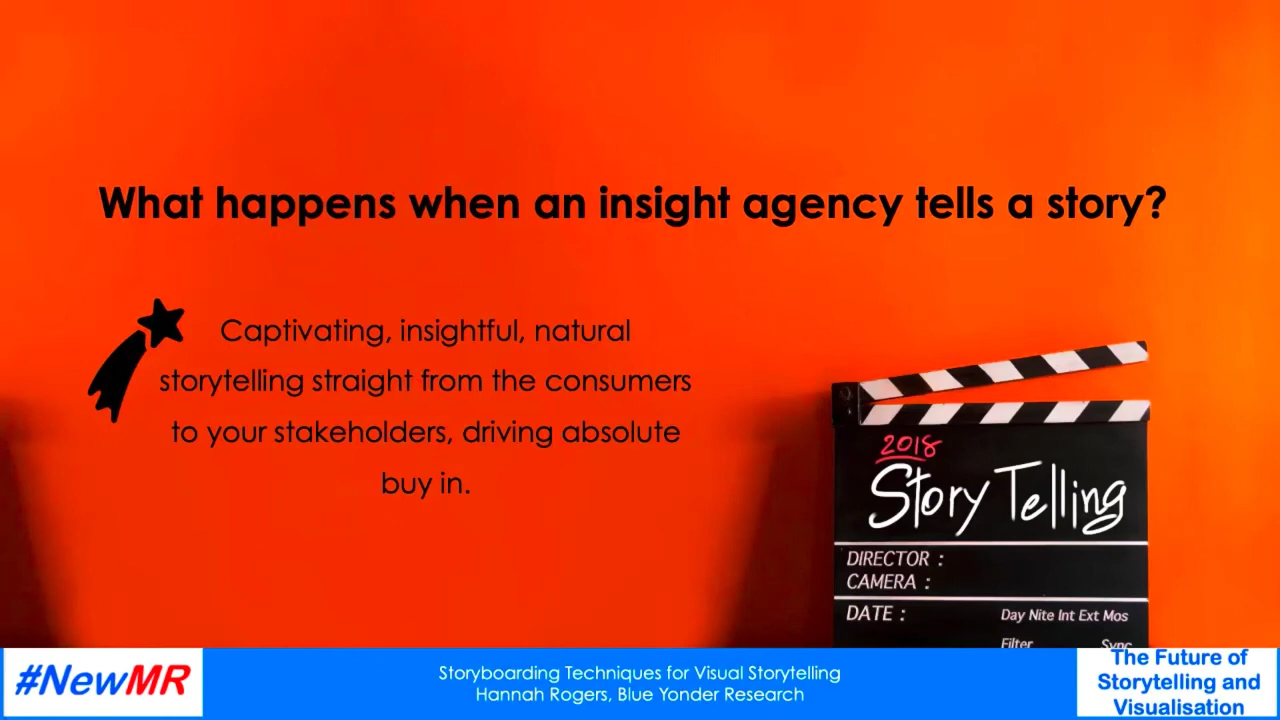 What happens when an insight agency tells a story?
Captivating, insightful, natural
storytelling straight from the consumers
to your stakeholders, driving absolute
buy in.
2018
Story Telling
DIRECTOR :
CAMERA :
DATE :
Day Nite Int Ext Mos
Filter
Sync
#NewMR
Storyboarding Techniques for Visual Storytelling
Hannah Rogers, Blue Yonder Research
The Future of
Storytelling and
Visualisation